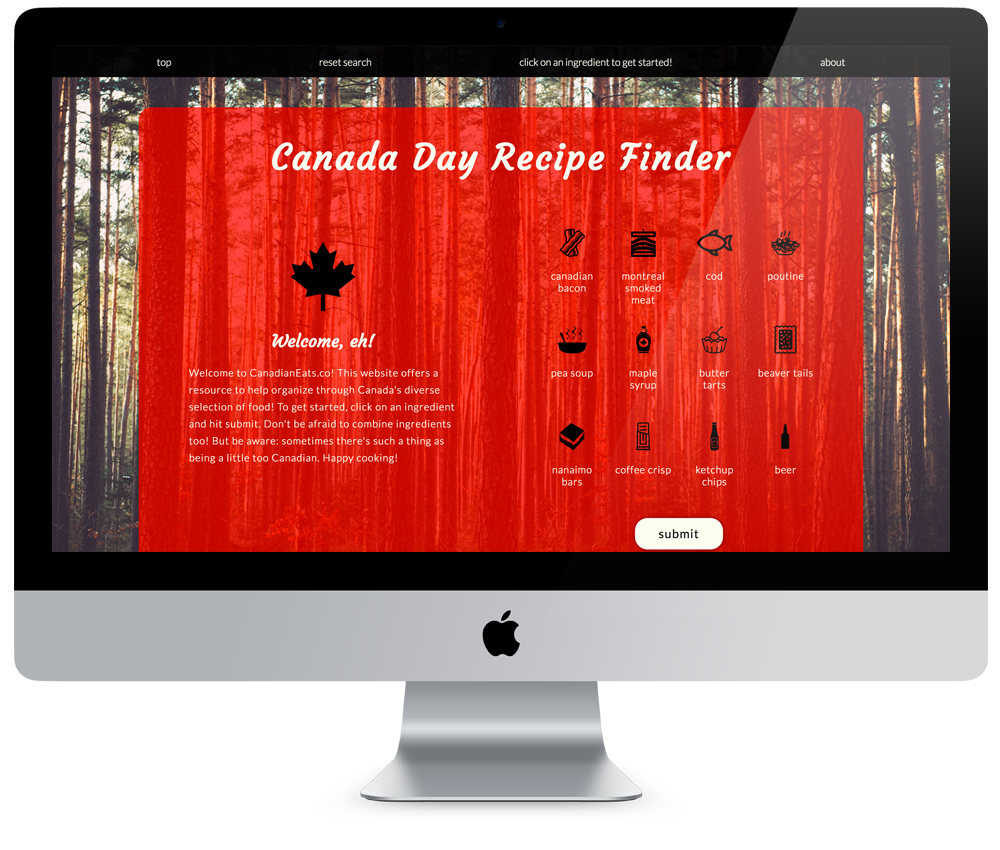 top reset search click on an ingredient to get started! about
Canada Day Recipe Finder
Welcome, eh!
Welcome to CanadianEats.co! This website offers a
resource to help organize through Canada's diverse
selection of food! To get started, click on an ingredient
and hit submit. Don't be afraid to combine ingredients
too! But be aware: sometimes there's such a thing as
being a little too Canadian. Happy cooking!
canadian
bacon
montreal
smoked
meat
cod
poutine
pea soup
maple
syrup
butter
tarts
beaver tails
nanaimo
bars
coffee crisp
ketchup
chips
beer
submit